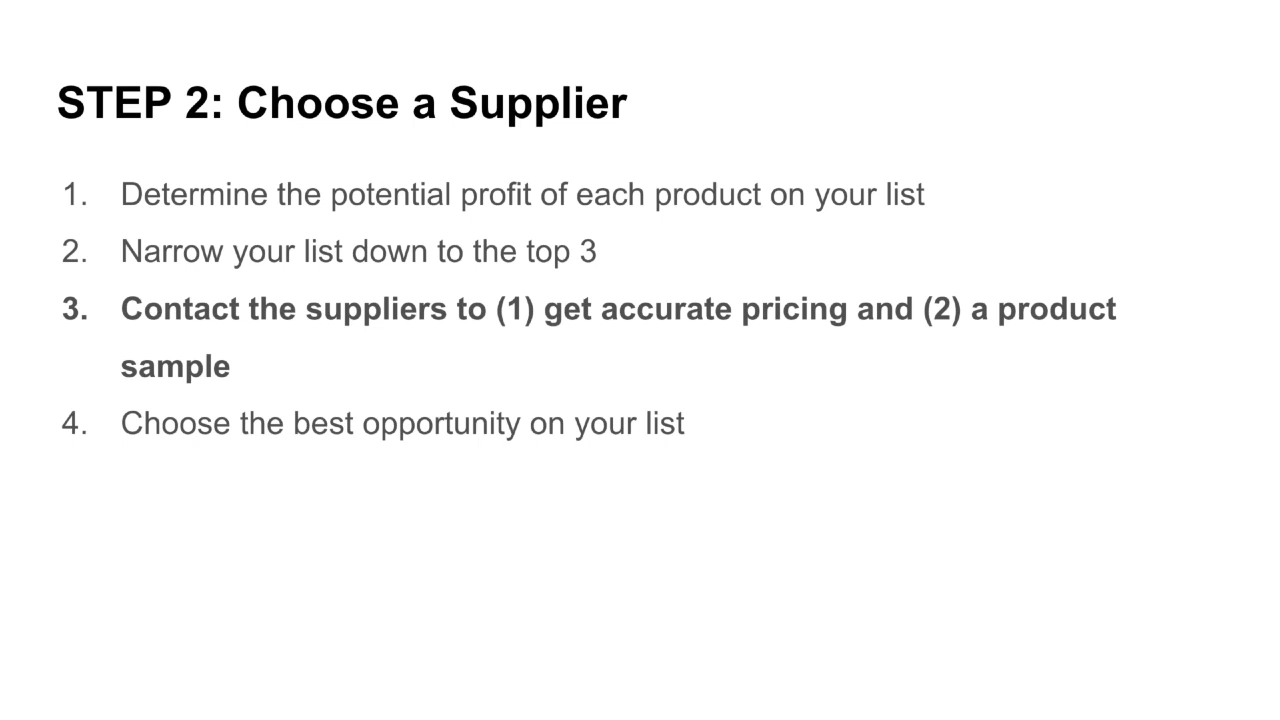 STEP 2: Choose a Supplier
1. Determine the potential profit of each product on your list
2. Narrow your list down to the top 3
3. Contact the suppliers to (1) get accurate pricing and (2) a product
sample
4. Choose the best opportunity on your list